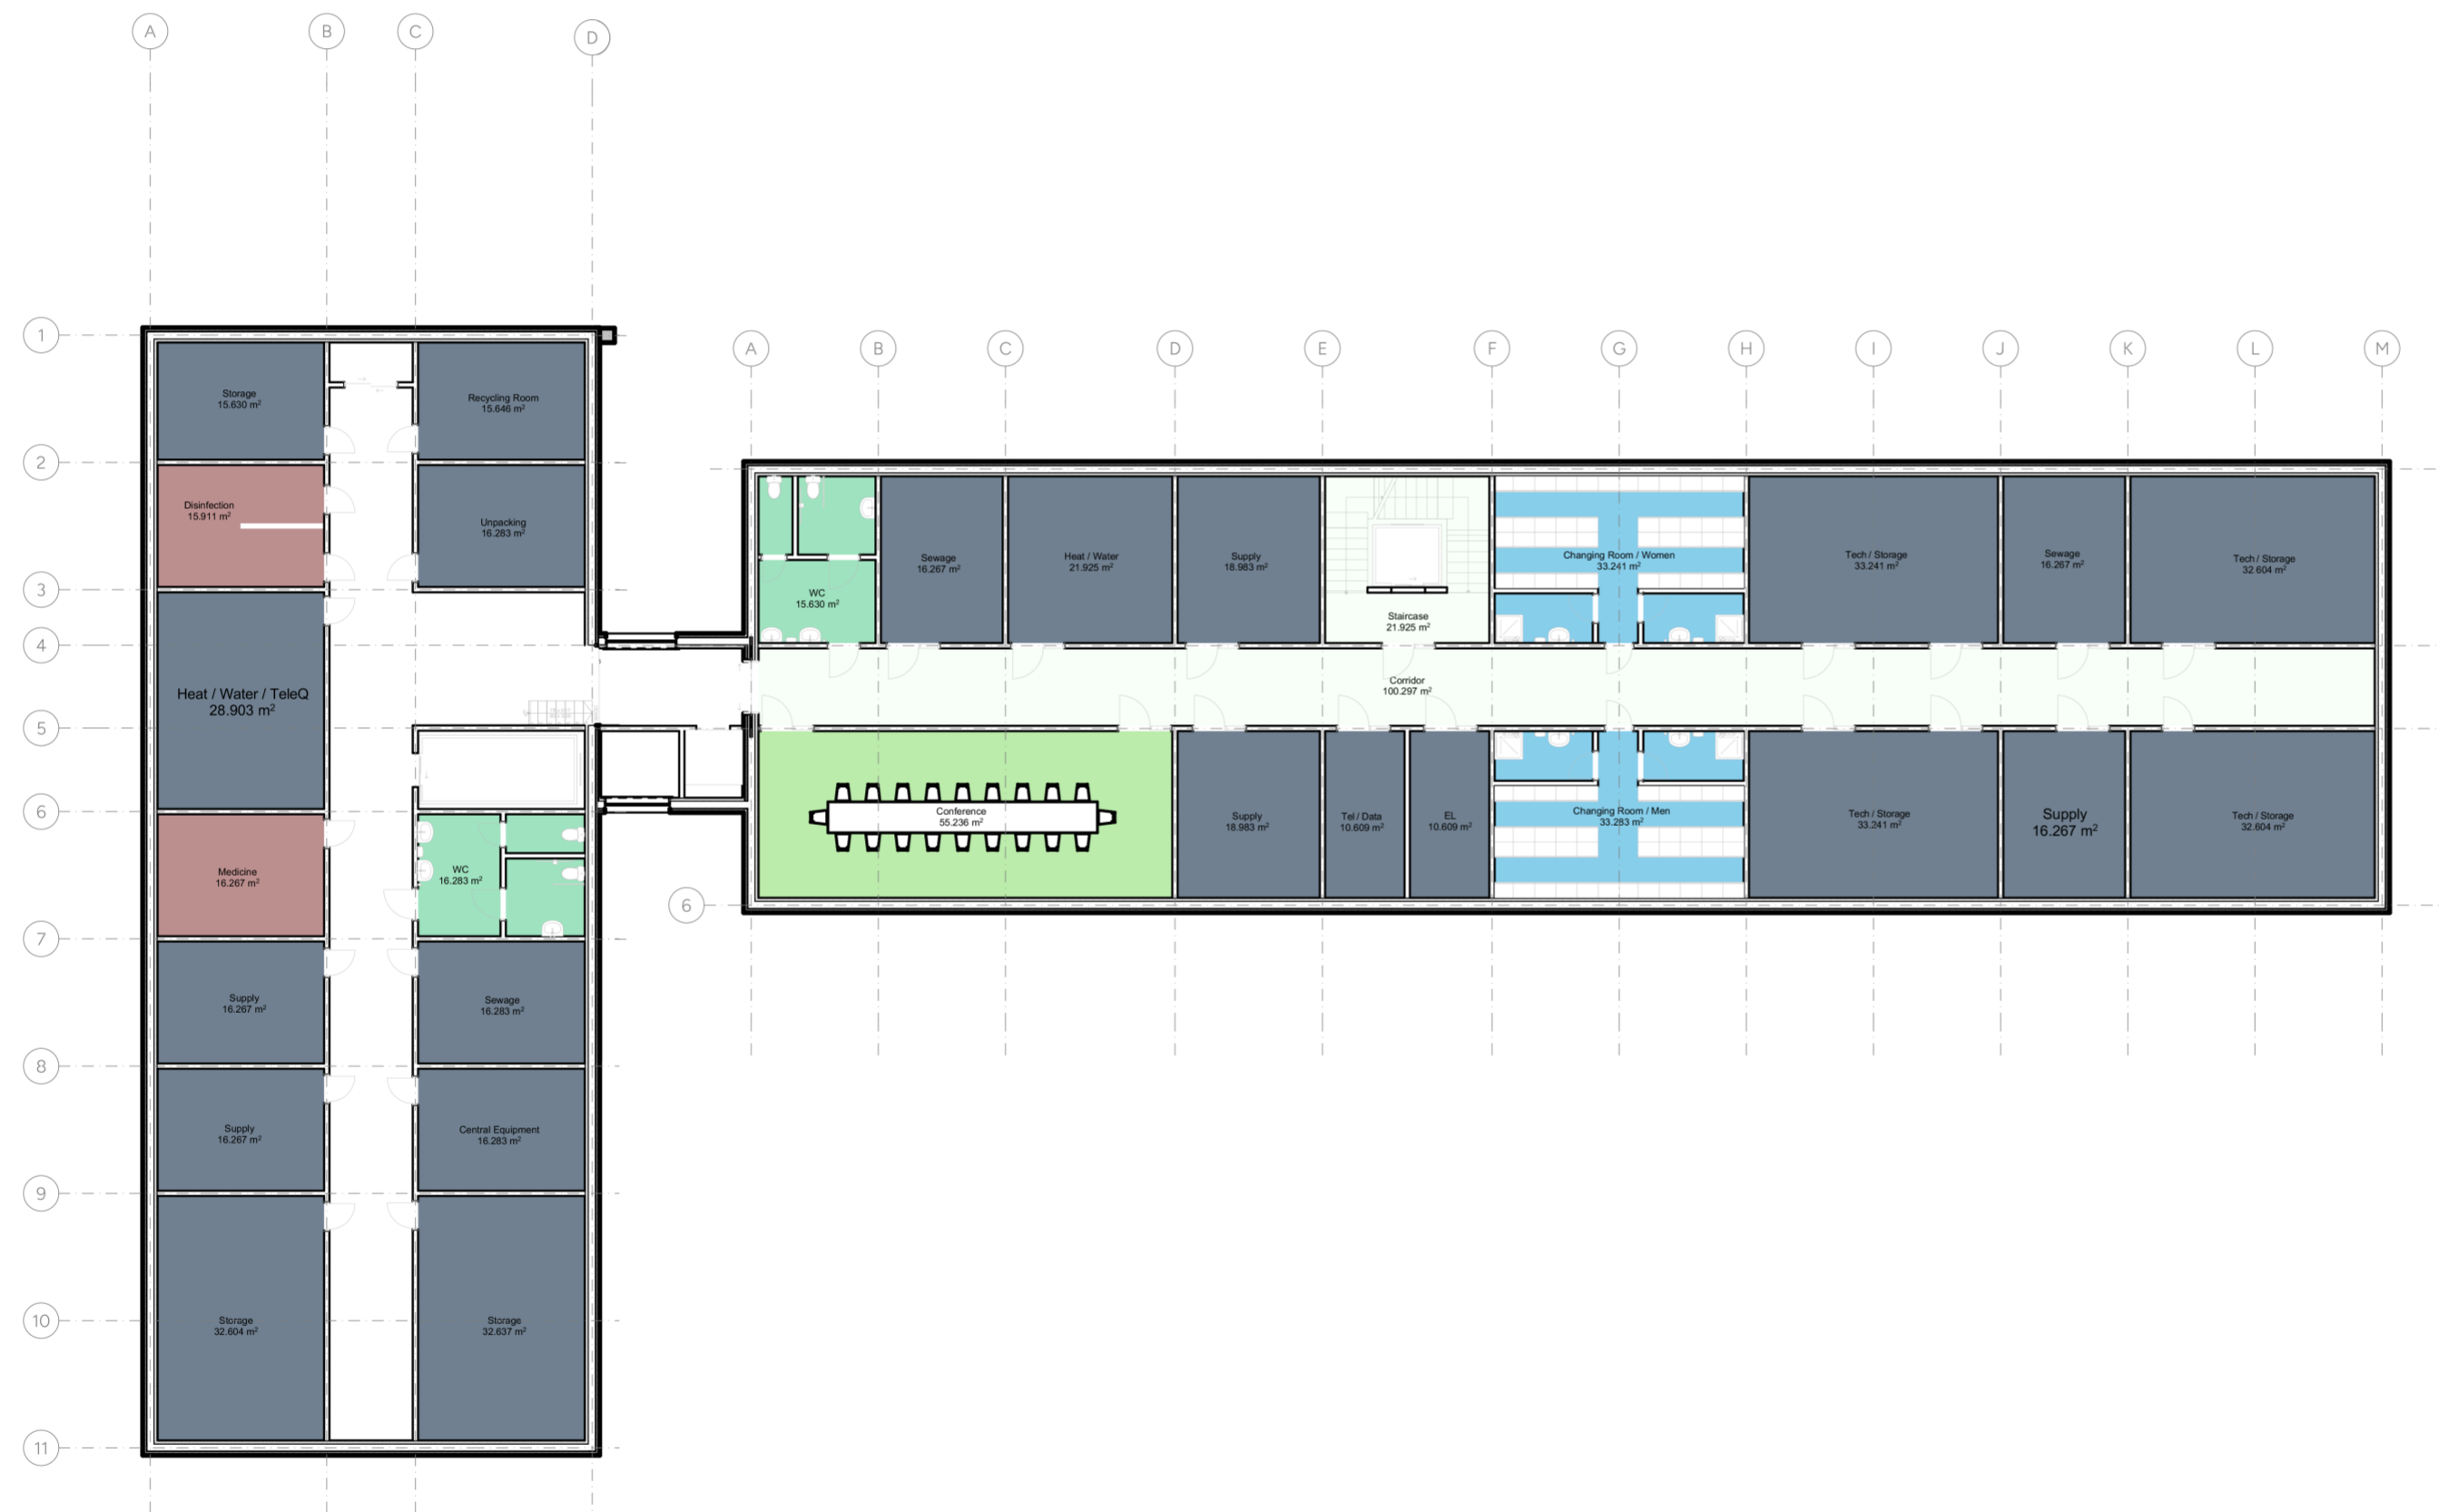 A
B
C
D
1
A
B
C
D
E
F
G
H
I
J
K
L
M
Storage
15.630 m²
Recycling Room
15.646 m²
2
Disinfection
15.911 m²
Unpacking
16.283 m²
Sewage
16.267 m²
Heat / Water
21.925 m²
Supply
18.983 m²
Changing Room / Women
33.241 m²
Tech / Storage
33.241 m²
Sewage
16.267 m²
Tech / Storage
32.604 m²
3
WC
15.630 m²
Staircase
21.925 m²
4
Heat / Water / TeleQ
28.903 m²
Corridor
100.297 m²
5
6
Conference
55.236 m²
Supply
18.983 m²
Tel / Data
10.609 m²
EL
10.609 m²
Changing Room / Men
33.283 m²
Tech / Storage
33.241 m²
Supply
16.267 m²
Tech / Storage
32.604 m²
Medicine
16.267 m²
WC
16.283 m²
6
7
Supply
16.267 m²
Sewage
16.283 m²
8
Supply
16.267 m²
Central Equipment
16.283 m²
9
10
Storage
32.604 m²
Storage
32.637 m²
11